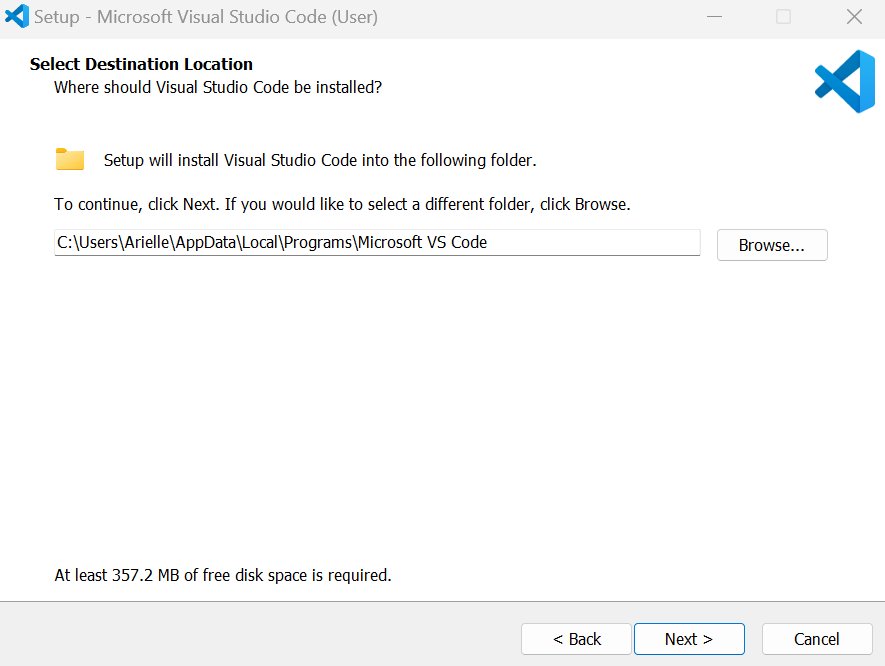 Setup - Microsoft Visual Studio Code (User)
Select Destination Location
Where should Visual Studio Code be installed?
Setup will install Visual Studio Code into the following folder.
To continue, click Next. If you would like to select a different folder, click Browse.
C:\Users\Arielle\AppData\Local\Programs\Microsoft VS Code
Browse...
At least 357.2 MB of free disk space is required.
< Back
Next >
Cancel